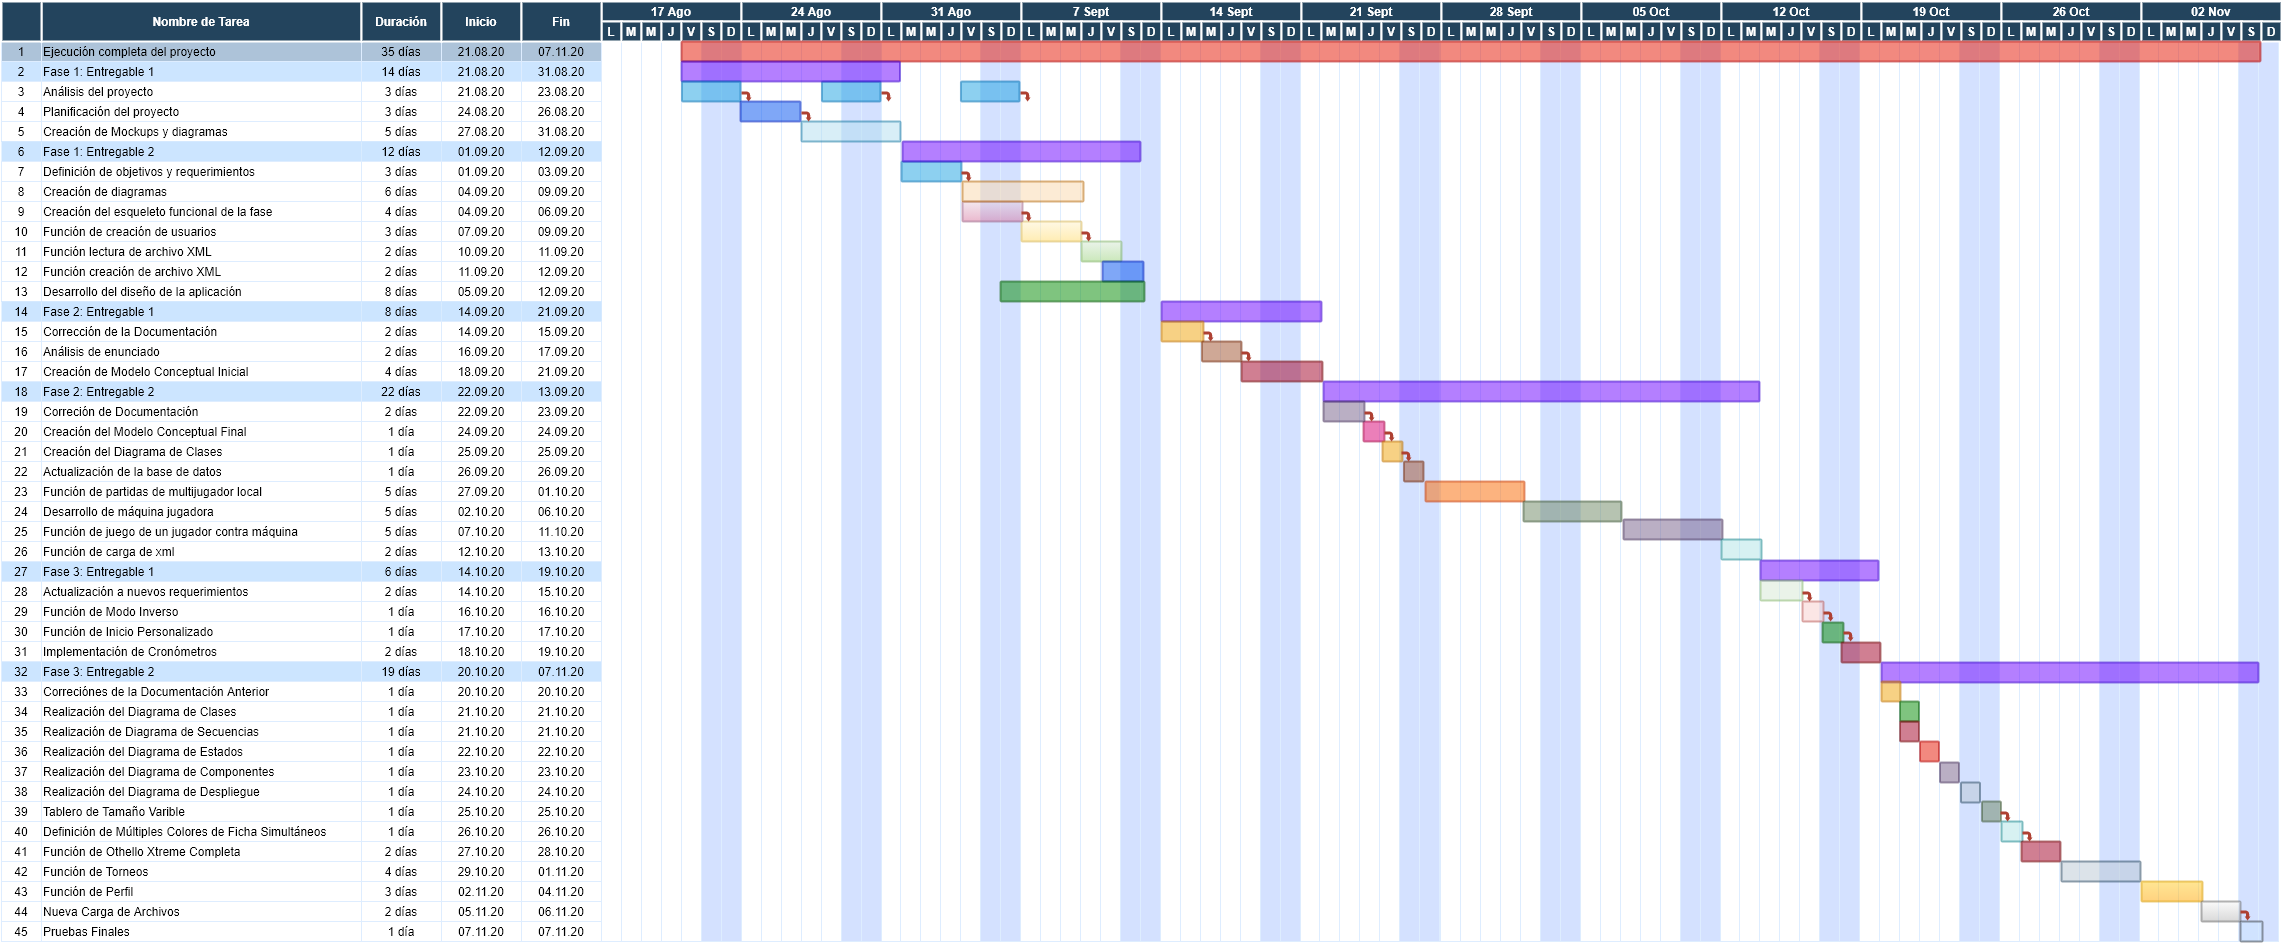 17 Ago 24 Ago 31 Ago 7 Sept 14 Sept 21 Sept 28 Sept 05 Oct 12 Oct 19 Oct 26 Oct 02 Nov
Nombre de Tarea Duración Inicio Fin
L M M J V S D L M M J V S D L M M J V S D L M M J V S D L M M J V S D L M M J V S D L M M J V S D L M M J V S D L M M J V S D L M M J V S D L M M J V S D L M M J V S D
1 Ejecución completa del proyecto 35 días 21.08.20 07.11.20
2 Fase 1: Entregable 1 14 días 21.08.20 31.08.20
3 Análisis del proyecto 3 días 21.08.20 23.08.20
4 Planificación del proyecto 3 días 24.08.20 26.08.20
5 Creación de Mockups y diagramas 5 días 27.08.20 31.08.20
6 Fase 1: Entregable 2 12 días 01.09.20 12.09.20
7 Definición de objetivos y requerimientos 3 días 01.09.20 03.09.20
8 Creación de diagramas 6 días 04.09.20 09.09.20
9 Creación del esqueleto funcional de la fase 4 días 04.09.20 06.09.20
10 Función de creación de usuarios 3 días 07.09.20 09.09.20
11 Función lectura de archivo XML 2 días 10.09.20 11.09.20
12 Función creación de archivo XML 2 días 11.09.20 12.09.20
13 Desarrollo del diseño de la aplicación 8 días 05.09.20 12.09.20
14 Fase 2: Entregable 1 8 días 14.09.20 21.09.20
15 Corrección de la Documentación 2 días 14.09.20 15.09.20
16 Análisis de enunciado 2 días 16.09.20 17.09.20
17 Creación de Modelo Conceptual Inicial 4 días 18.09.20 21.09.20
18 Fase 2: Entregable 2 22 días 22.09.20 13.09.20
19 Correción de Documentación 2 días 22.09.20 23.09.20
20 Creación del Modelo Conceptual Final 1 día 24.09.20 24.09.20
21 Creación del Diagrama de Clases 1 día 25.09.20 25.09.20
22 Actualización de la base de datos 1 día 26.09.20 26.09.20
23 Función de partidas de multijugador local 5 días 27.09.20 01.10.20
24 Desarrollo de máquina jugadora 5 días 02.10.20 06.10.20
25 Función de juego de un jugador contra máquina 5 días 07.10.20 11.10.20
26 Función de carga de xml 2 días 12.10.20 13.10.20
27 Fase 3: Entregable 1 6 días 14.10.20 19.10.20
28 Actualización a nuevos requerimientos 2 días 14.10.20 15.10.20
29 Función de Modo Inverso 1 día 16.10.20 16.10.20
30 Función de Inicio Personalizado 1 día 17.10.20 17.10.20
31 Implementación de Cronómetros 2 días 18.10.20 19.10.20
32 Fase 3: Entregable 2 19 días 20.10.20 07.11.20
33 Correciónes de la Documentación Anterior 1 día 20.10.20 20.10.20
34 Realización del Diagrama de Clases 1 día 21.10.20 21.10.20
35 Realización de Diagrama de Secuencias 1 día 21.10.20 21.10.20
36 Realización del Diagrama de Estados 1 día 22.10.20 22.10.20
37 Realización del Diagrama de Componentes 1 día 23.10.20 23.10.20
38 Realización del Diagrama de Despliegue 1 día 24.10.20 24.10.20
39 Tablero de Tamaño Varible 1 día 25.10.20 25.10.20
40 Definición de Múltiples Colores de Ficha Simultáneos 1 día 26.10.20 26.10.20
41 Función de Othello Xtreme Completa 2 días 27.10.20 28.10.20
42 Función de Torneos 4 días 29.10.20 01.11.20
43 Función de Perfil 3 días 02.11.20 04.11.20
44 Nueva Carga de Archivos 2 días 05.11.20 06.11.20
45 Pruebas Finales 1 día 07.11.20 07.11.20